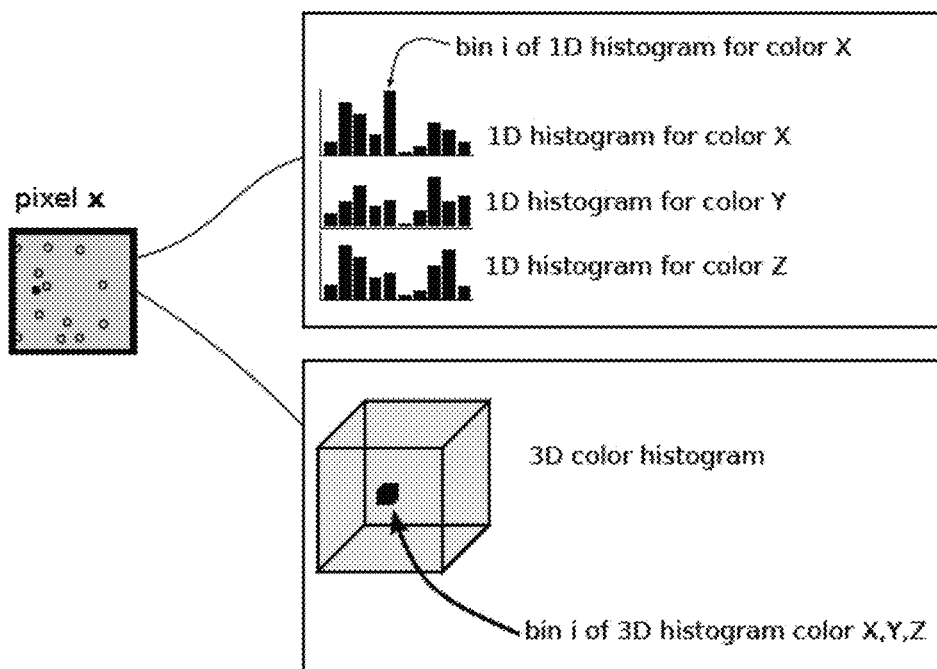 bin i of 1D histogram for color X
1D histogram for color X
pixel x
1D histogram for color Y
1D histogram for color Z
3D color histogram
bin i of 3D histogram color X,Y,Z